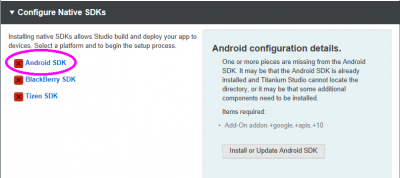 Configure Native SDKs
Installing native SDKs allows Studio build and deploy your app to
devices. Select a platform and to begin the setup process.
Android SDK
BlackBerry SDK
Tizen SDK
Android configuration details.
One or more pieces are missing from the Android
SDK. It may be that the Android SDK is already
installed and Titanium Studio cannot locate the
directory, or it may be that some additional
components need to be installed.
Items required:
- Add-On addon.+google.+apis.+10
Install or Update Android SDK